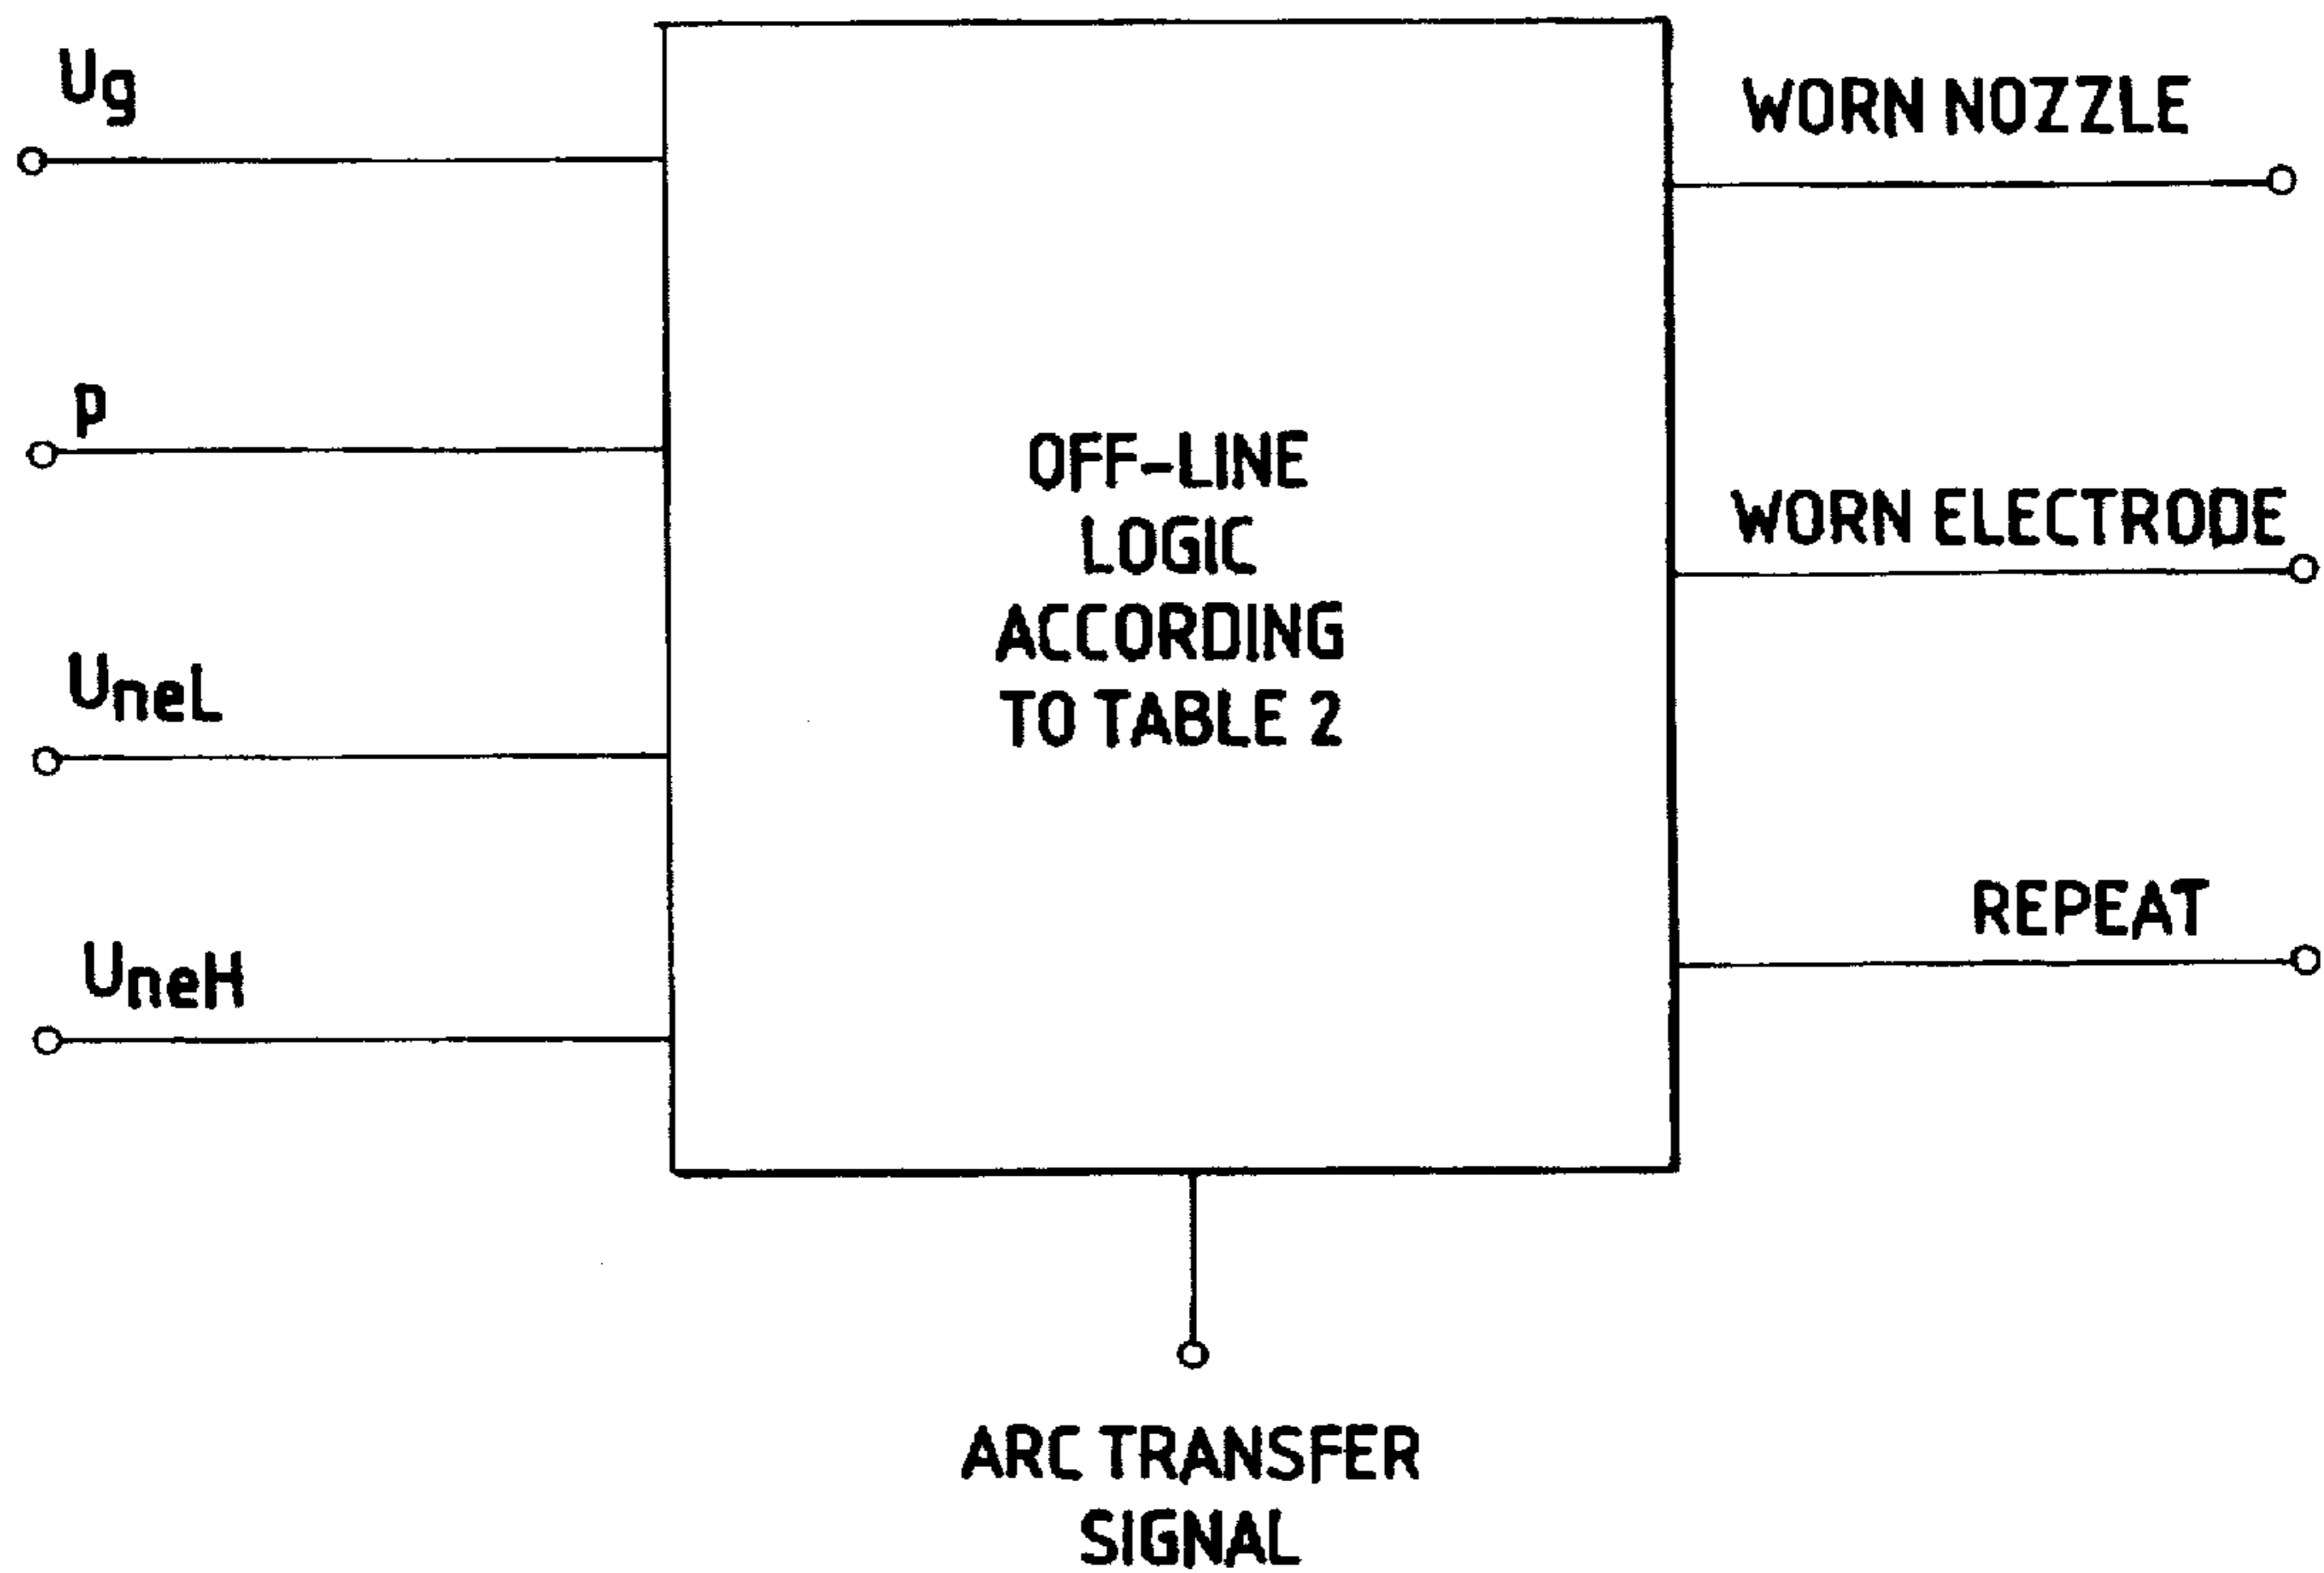 Ug
P
UneL
UneH
OFF-LINE
LOGIC
ACCORDING
TO TABLE 2
WORN NOZZLE
WORN ELECTRODE
REPEAT
ARC TRANSFER
SIGNAL